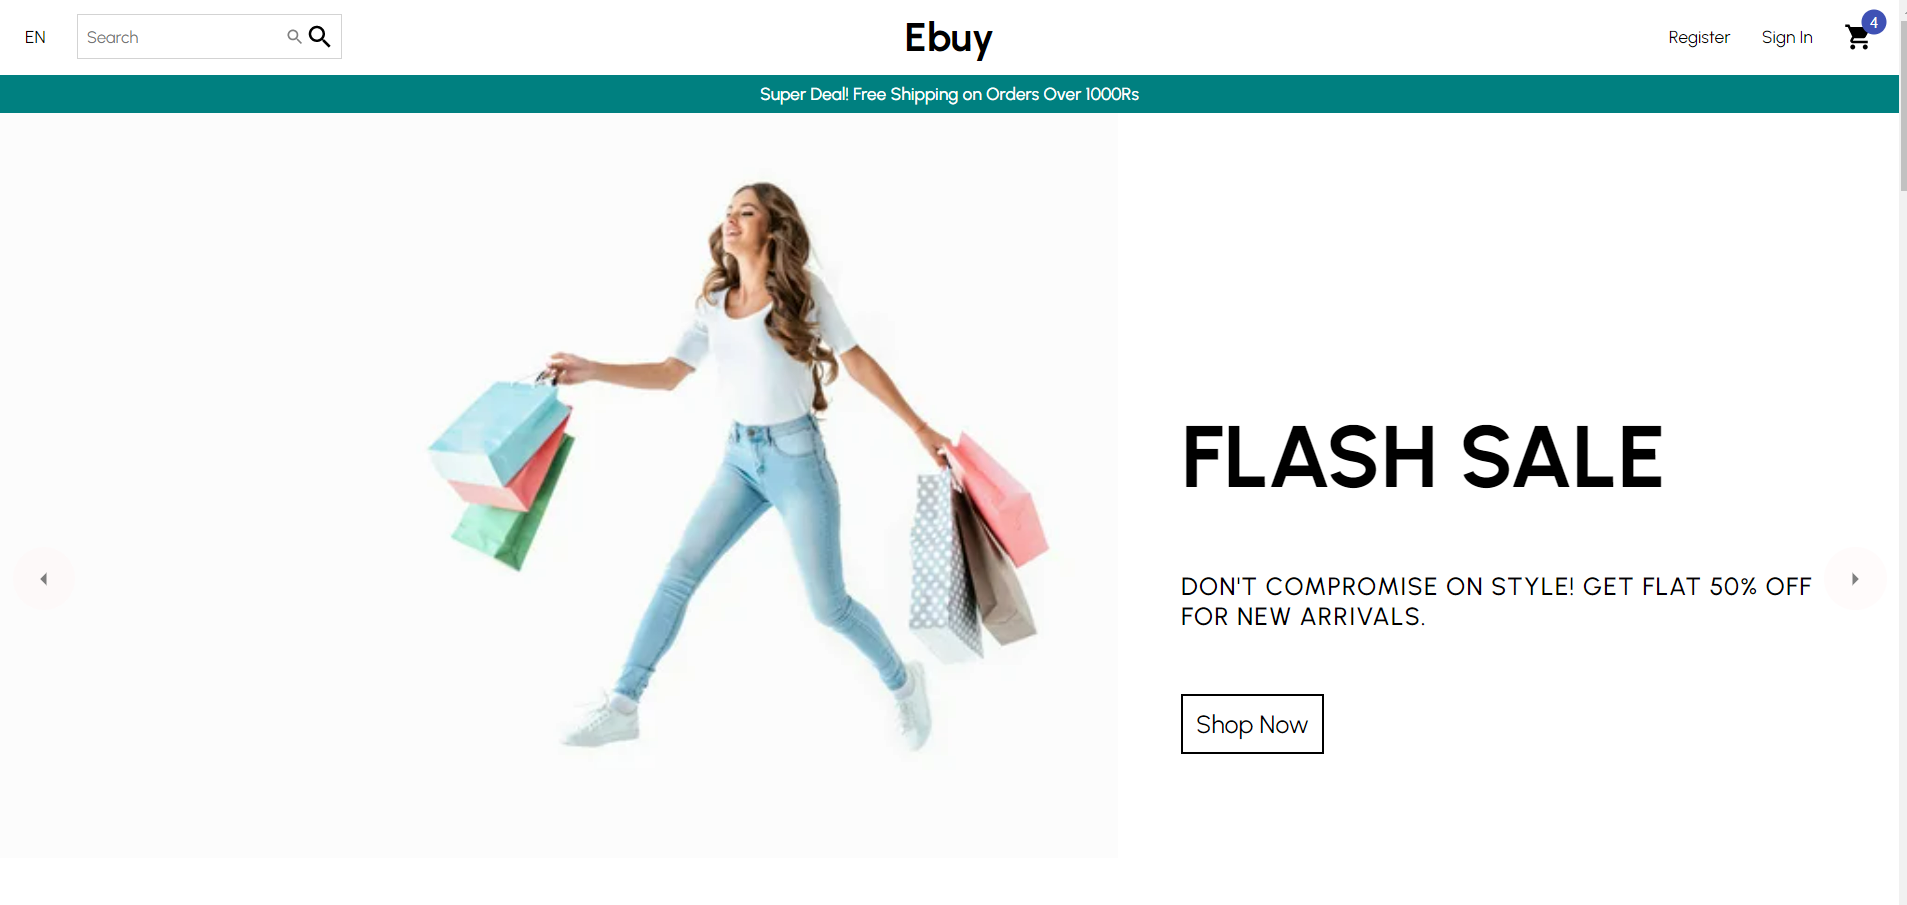 EN
Search
Ebuy
Register
Sign In
4
Super Deal! Free Shipping on Orders Over 1000Rs
FLASH SALE
DON'T COMPROMISE ON STYLE! GET FLAT 50% OFF
FOR NEW ARRIVALS.
Shop Now